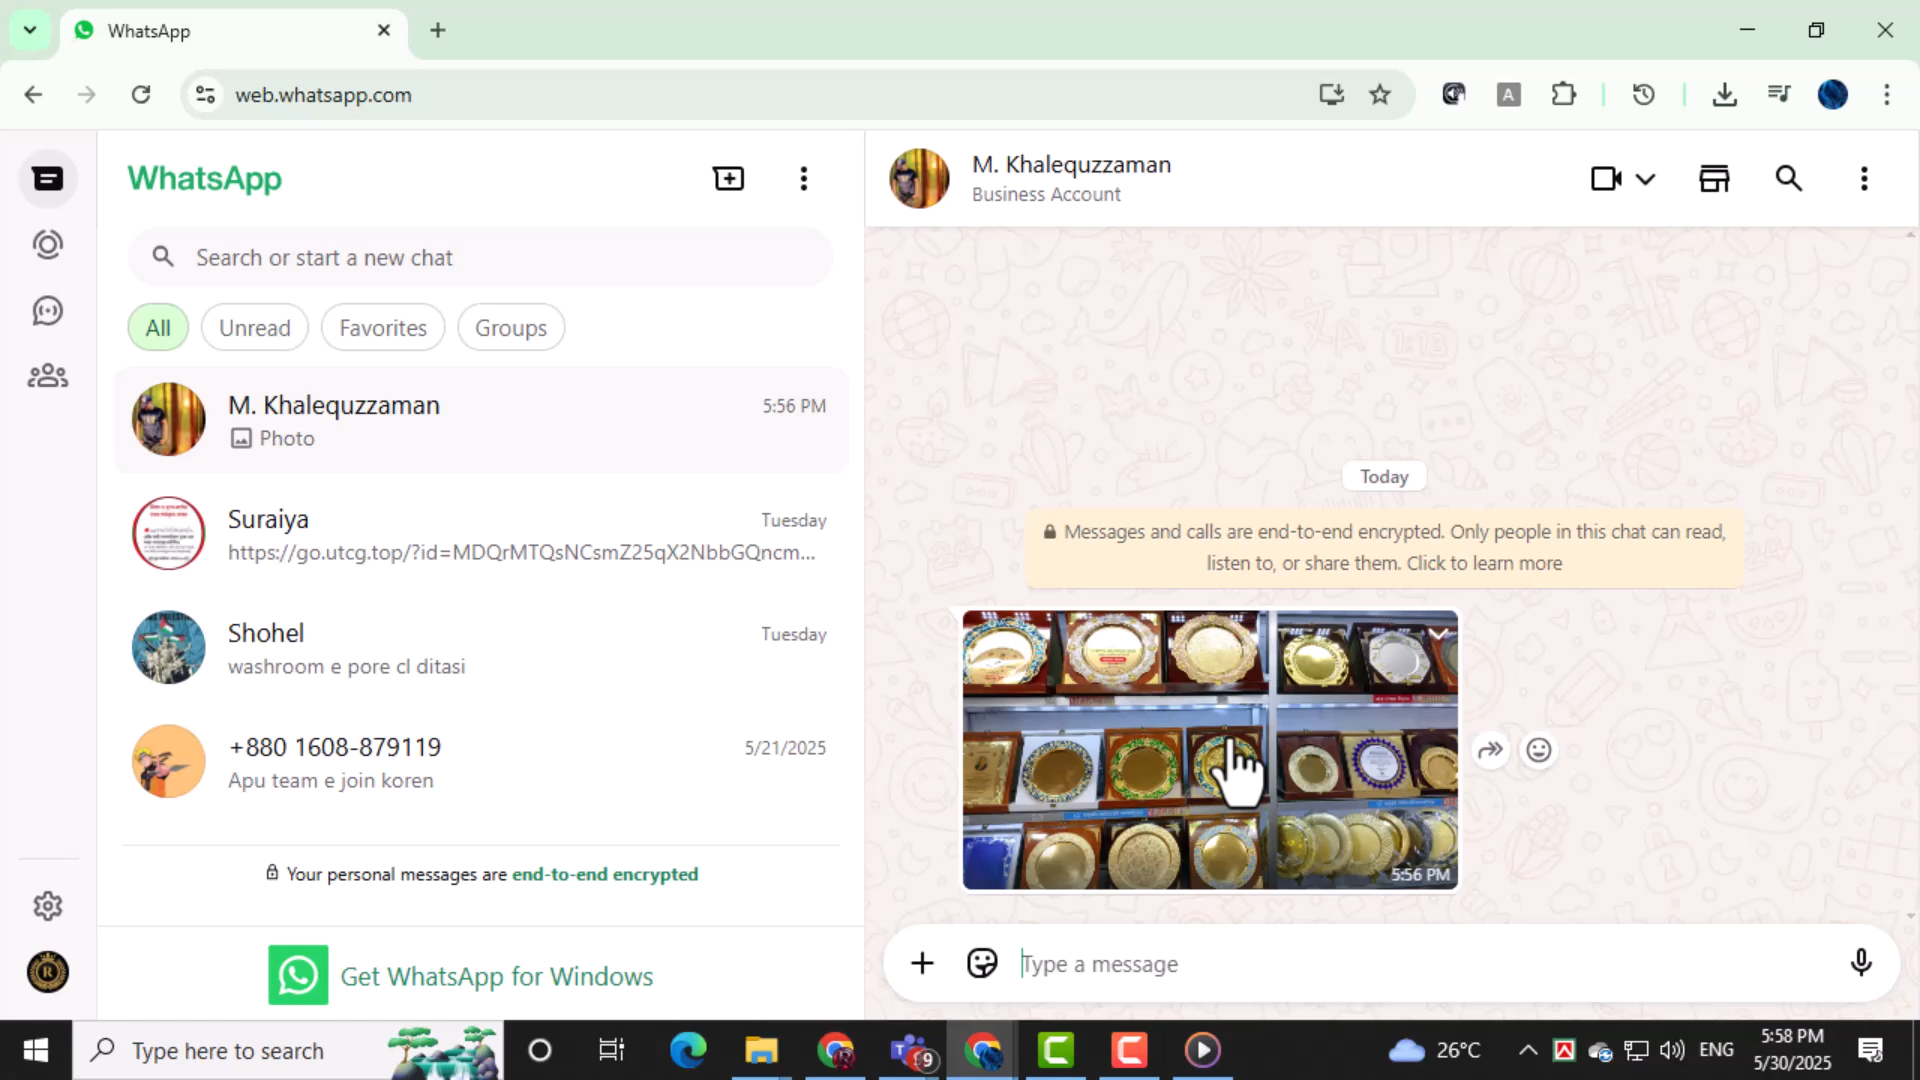 WhatsApp
web.whatsapp.com
A
WhatsApp
Search or start a new chat
All
Unread
Favorites
Groups
M. Khalequzzaman
5:56 PM
Photo
Suraiya
Tuesday
https://go.utcg.top/?id=MDQrMTQsNCsmZ25qX2NbbGQncm...
Shohel
Tuesday
washroom e pore cl ditasi
+880 1608-879119
5/21/2025
Apu team e join koren
Your personal messages are end-to-end encrypted
Get WhatsApp for Windows
M. Khalequzzaman
Business Account
Today
Messages and calls are end-to-end encrypted. Only people in this chat can read,
listen to, or share them. Click to learn more
5:56 PM
Type a message
Type here to search
9
26°C
ENG
5:58 PM
5/30/2025